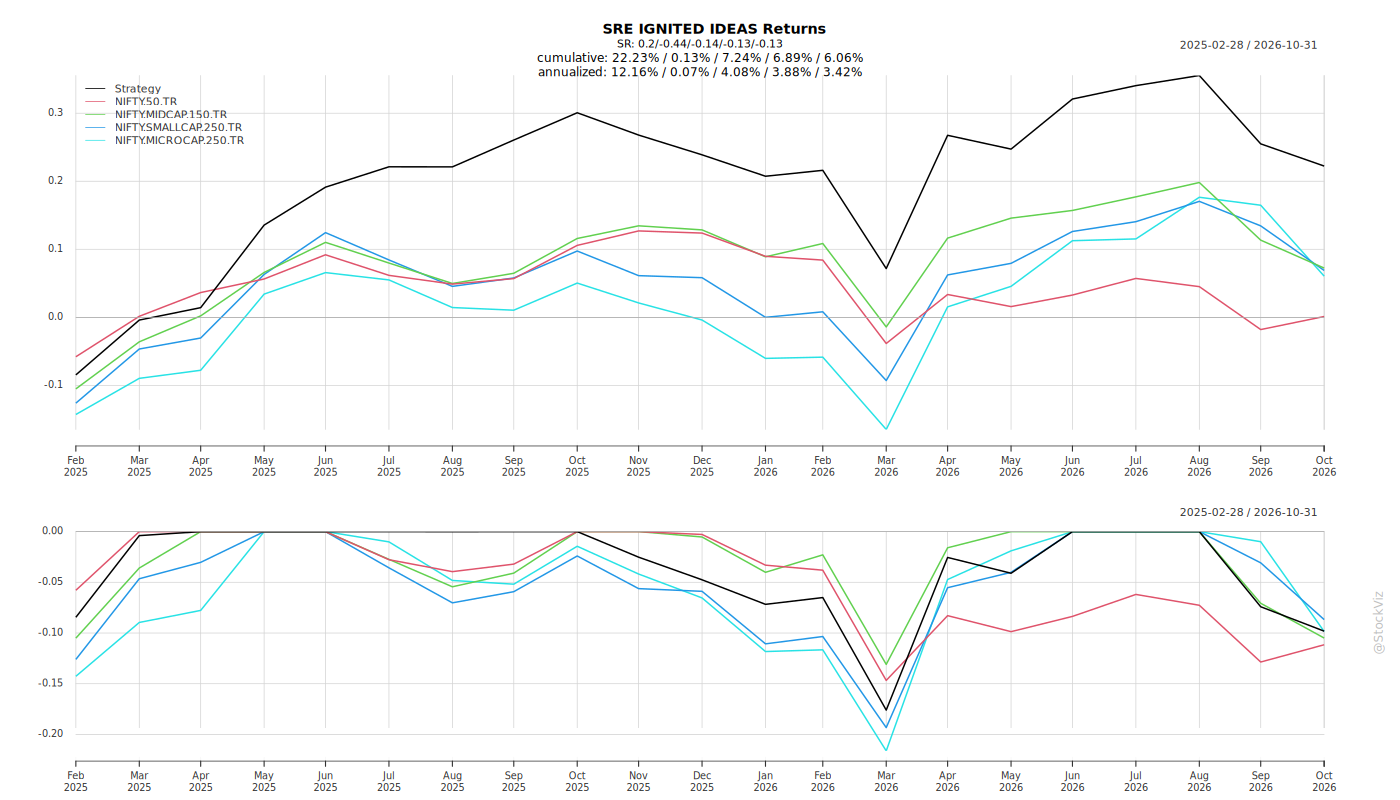 SRE IGNITED IDEAS Returns
SR: 0.2/-0.44/-0.14/-0.13/-0.13
cumulative: 22.23% / 0.13% / 7.24% / 6.89% / 6.06%
annualized: 12.16% / 0.07% / 4.08% / 3.88% / 3.42%
2025-02-28 / 2026-10-31
Strategy
NIFTY.50.TR
NIFTY.MIDCAP.150.TR
NIFTY.SMALLCAP.250.TR
NIFTY.MICROCAP.250.TR
0.3
0.2
0.1
0.0
-0.1
Feb Mar Apr May Jun Jul Aug Sep Oct Nov Dec Jan Feb Mar Apr May Jun Jul Aug Sep Oct
2025 2025 2025 2025 2025 2025 2025 2025 2025 2025 2025 2026 2026 2026 2026 2026 2026 2026 2026 2026 2026
2025-02-28 / 2026-10-31
0.00
-0.05
-0.10
-0.15
-0.20
Feb Mar Apr May Jun Jul Aug Sep Oct Nov Dec Jan Feb Mar Apr May Jun Jul Aug Sep Oct
2025 2025 2025 2025 2025 2025 2025 2025 2025 2025 2025 2026 2026 2026 2026 2026 2026 2026 2026 2026 2026
@StockViz